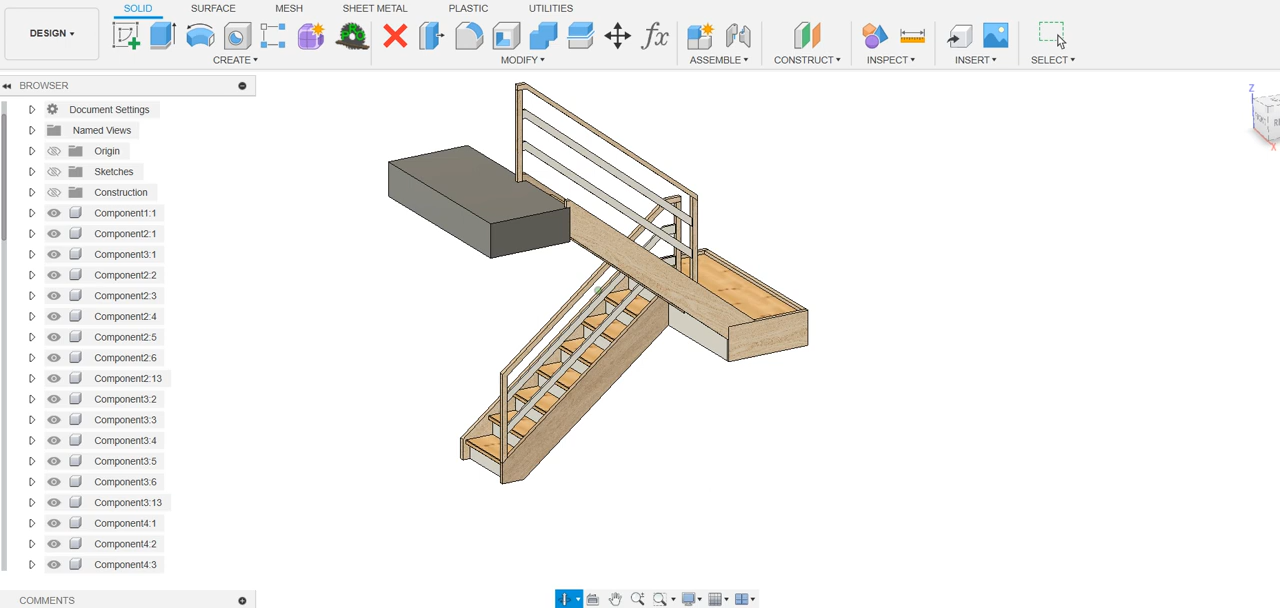 SOLID SURFACE MESH SHEET METAL PLASTIC UTILITIES
DESIGN
fx
CREATE MODIFY ASSEMBLE CONSTRUCT INSPECT INSERT SELECT
BROWSER
Document Settings
Named Views
Origin
Sketches
Construction
Component1:1
Component2:1
Component3:1
Component2:2
Component2:3
Component2:4
Component2:5
Component2:6
Component2:13
Component3:2
Component3:3
Component3:4
Component3:5
Component3:6
Component3:13
Component4:1
Component4:2
Component4:3
COMMENTS
Z
X